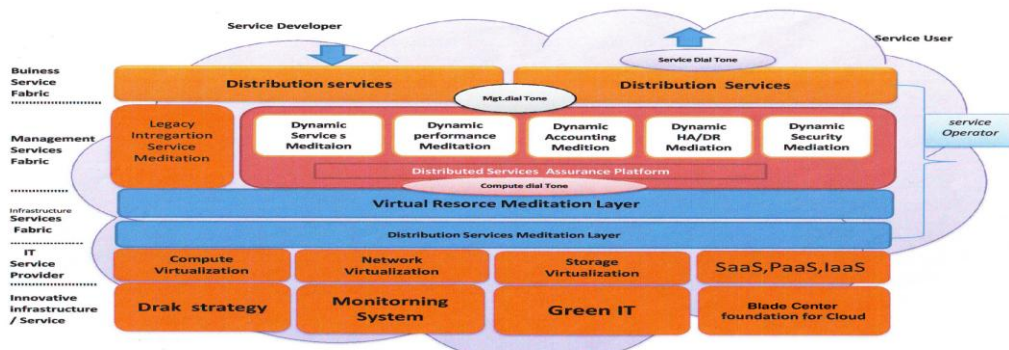 Service Developer
Service User
Service Dial Tone
Buiness
Service
Fabric
Distribution services
Distribution Services
Mgt.dial Tone
Management
Services
Fabric
Legacy
Intregartion
Service
Meditation
Dynamic
Service s
Meditaion
Dynamic
performance
Meditation
Dynamic
Accounting
Medition
Dynamic
HA/DR
Mediation
Dynamic
Security
Mediation
service
Operator
Distributed Services Assurance Platform
Compute dial Tone
Infrastructure
Services
Fabric
Virtual Resorce Meditation Layer
Distribution Services Meditation Layer
IT
Service
Provider
Compute
Virtualization
Network
Virtualization
Storage
Virtualization
SaaS,PaaS,IaaS
Innovative
infrastructure
/ Service
Drak strategy
Monitorning
System
Green IT
Blade Center
foundation for Cloud